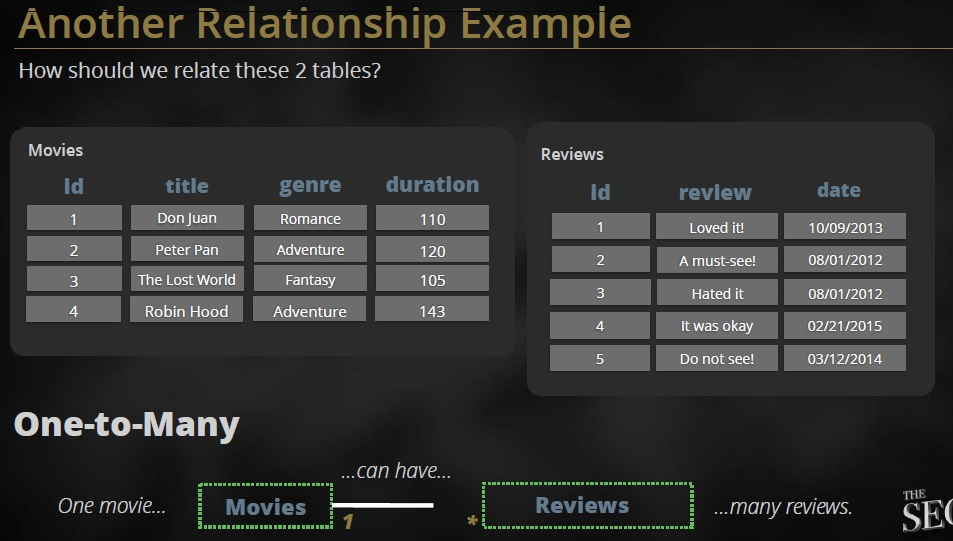 Another Relationship Example
How should we relate these 2 tables?
Movies
id title genre duration
1 Don Juan Romance 110
2 Peter Pan Adventure 120
3 The Lost World Fantasy 105
4 Robin Hood Adventure 143
Reviews
id review date
1 Loved it! 10/09/2013
2 A must-see! 08/01/2012
3 Hated it 08/01/2012
4 It was okay 02/21/2015
5 Do not see! 03/12/2014
One-to-Many
...can have...
One movie... Movies 1 * Reviews ...many reviews.
THE